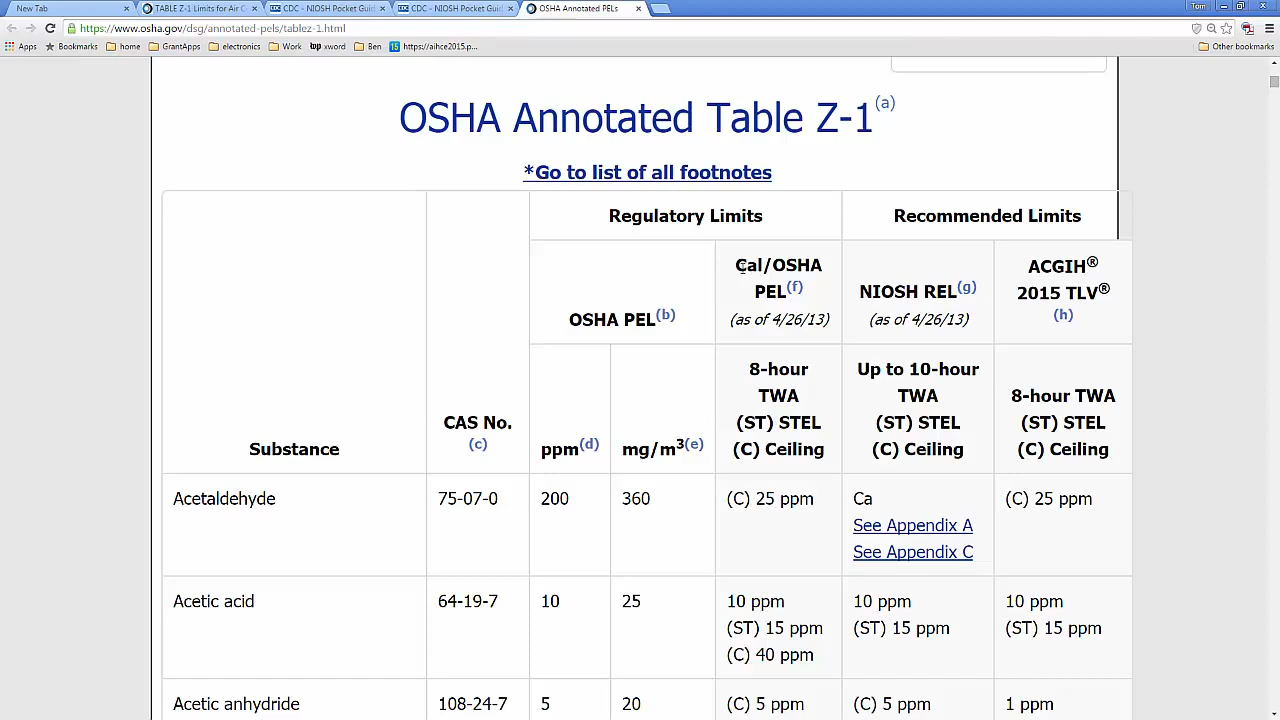 New Tab
TABLE Z-1 Limits for Air C
CDC - NIOSH Pocket Guid
CDC - NIOSH Pocket Guid
OSHA Annotated PELs
Tom
https://www.osha.gov/dsg/annotated-pels/tablez-1.html
Apps Bookmarks home GrantApps electronics Work wp xword Ben 15 https://aihce2015.p... Other bookmarks
OSHA Annotated Table Z-1(a)
*Go to list of all footnotes
Regulatory Limits
Recommended Limits
Substance
CAS No.
(c)
OSHA PEL(b)
ppm(d)
mg/m3(e)
Cal/OSHA
PEL(f)
(as of 4/26/13)
8-hour
TWA
(ST) STEL
(C) Ceiling
NIOSH REL(g)
(as of 4/26/13)
Up to 10-hour
TWA
(ST) STEL
(C) Ceiling
ACGIH®
2015 TLV®
(h)
8-hour TWA
(ST) STEL
(C) Ceiling
Acetaldehyde
75-07-0
200
360
(C) 25 ppm
Ca
See Appendix A
See Appendix C
(C) 25 ppm
Acetic acid
64-19-7
10
25
10 ppm
(ST) 15 ppm
(C) 40 ppm
10 ppm
(ST) 15 ppm
10 ppm
(ST) 15 ppm
Acetic anhydride
108-24-7
5
20
(C) 5 ppm
(C) 5 ppm
1 ppm